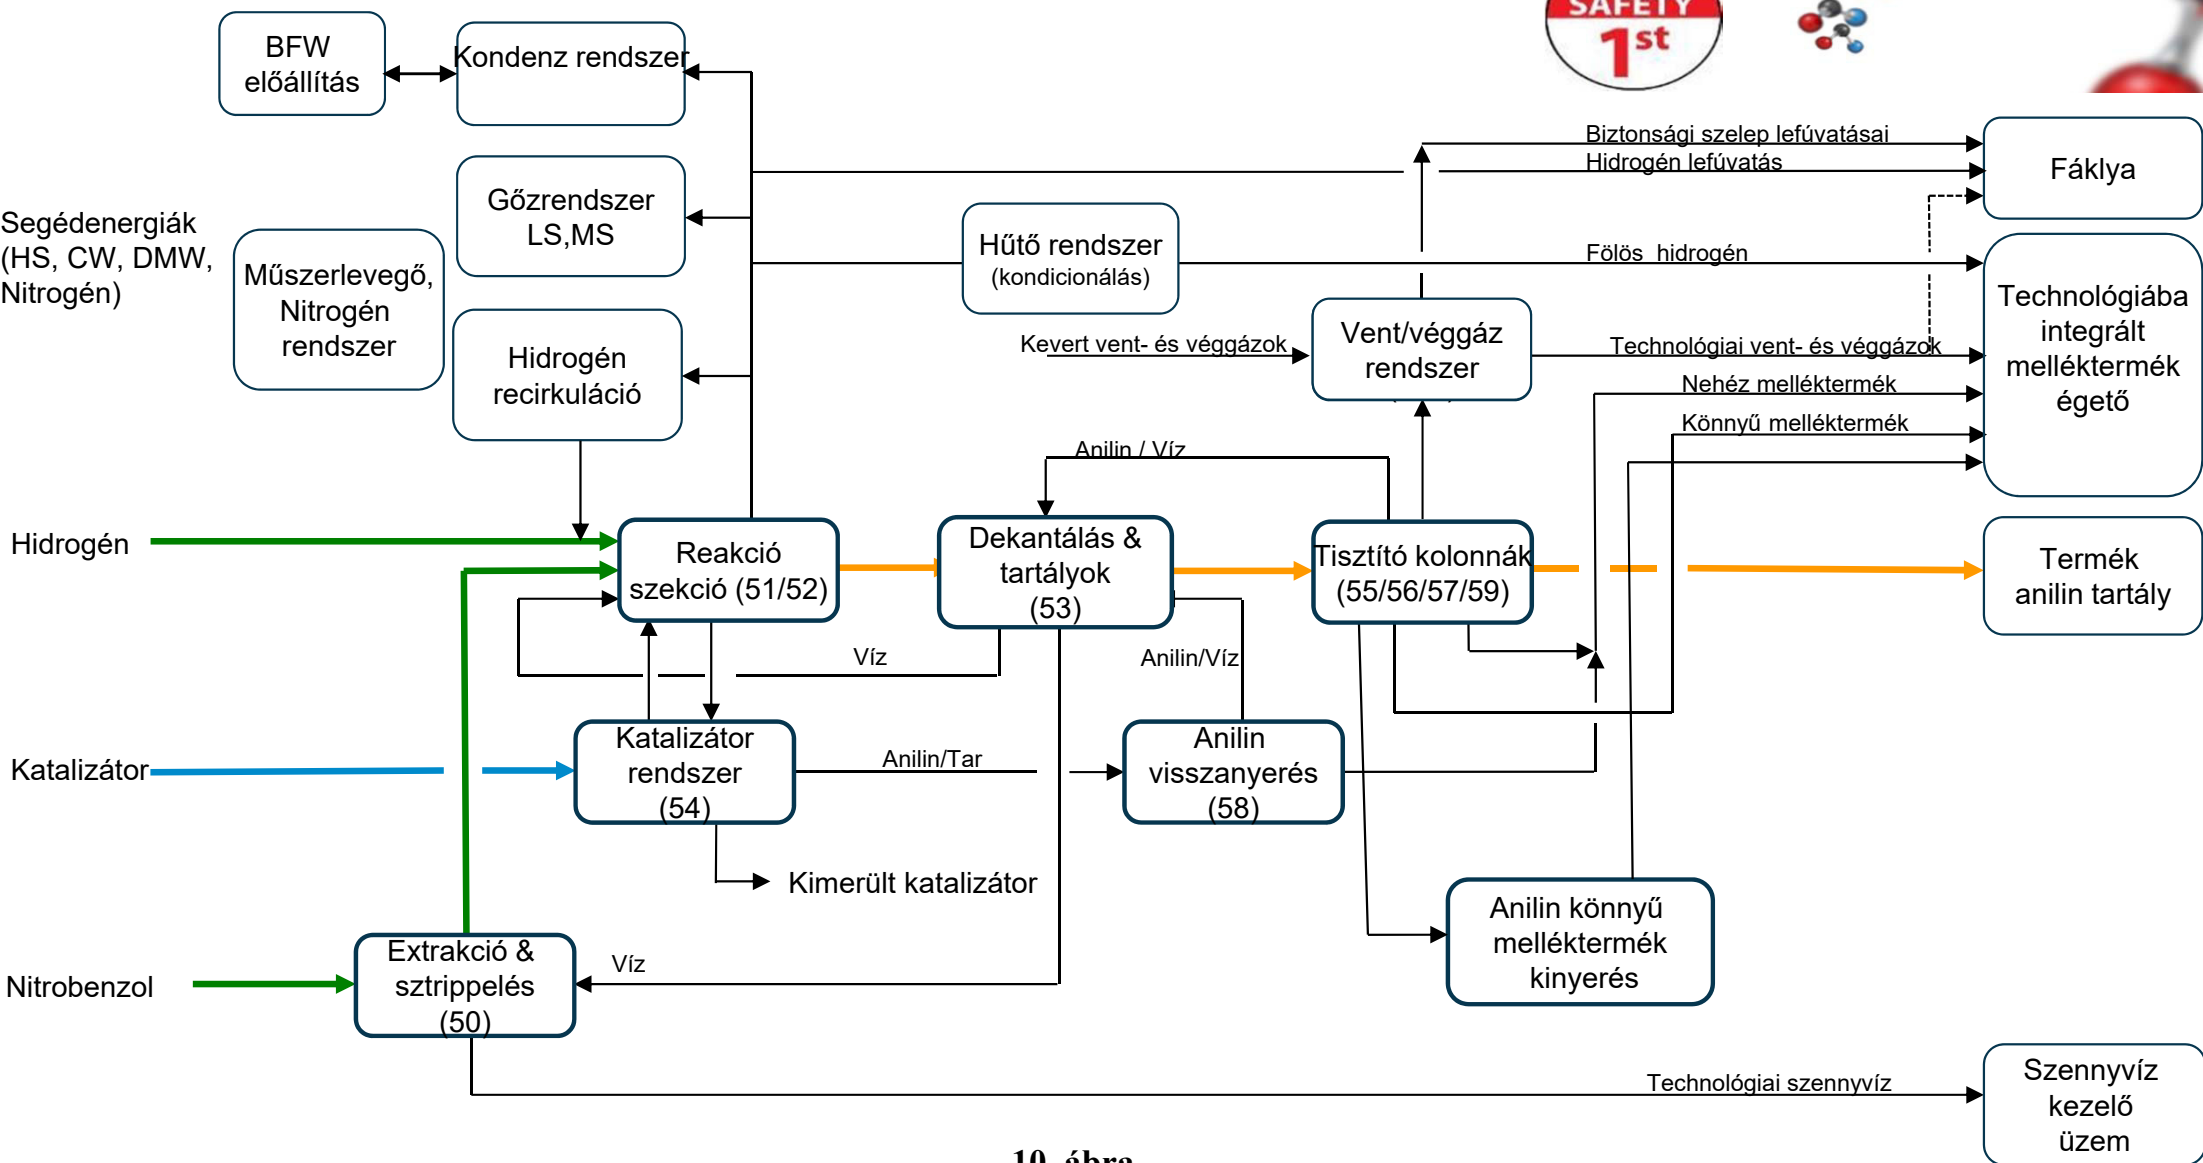 SAFETY
1st
BFW
előállítás
Kondenz rendszer
Biztonsági szelep lefúvatásai
Hidrogén lefúvatás
Fáklya
Segédenergiák
(HS, CW, DMW,
Nitrogén)
Gőzrendszer
LS,MS
Műszerlevegő,
Nitrogén
rendszer
Hűtő rendszer
(kondicionálás)
Fölös hidrogén
Technológiába
integrált
melléktermék
égető
Hidrogén
recirkuláció
Kevert vent- és véggázok
Vent/véggáz
rendszer
Technológiai vent- és véggázok
Nehéz melléktermék
Könnyű melléktermék
Anilin / Víz
Hidrogén
Reakció
szekció (51/52)
Dekantálás &
tartályok
(53)
Tisztító kolonnák
(55/56/57/59)
Termék
anilin tartály
Víz
Anilin/Víz
Katalizátor
Katalizátor
rendszer
(54)
Anilin/Tar
Anilin
visszanyerés
(58)
Kimerült katalizátor
Anilin könnyű
melléktermék
kinyerés
Nitrobenzol
Extrakció &
sztrippelés
(50)
Víz
Technológiai szennyvíz
Szennyvíz
kezelő
üzem
10. ábra